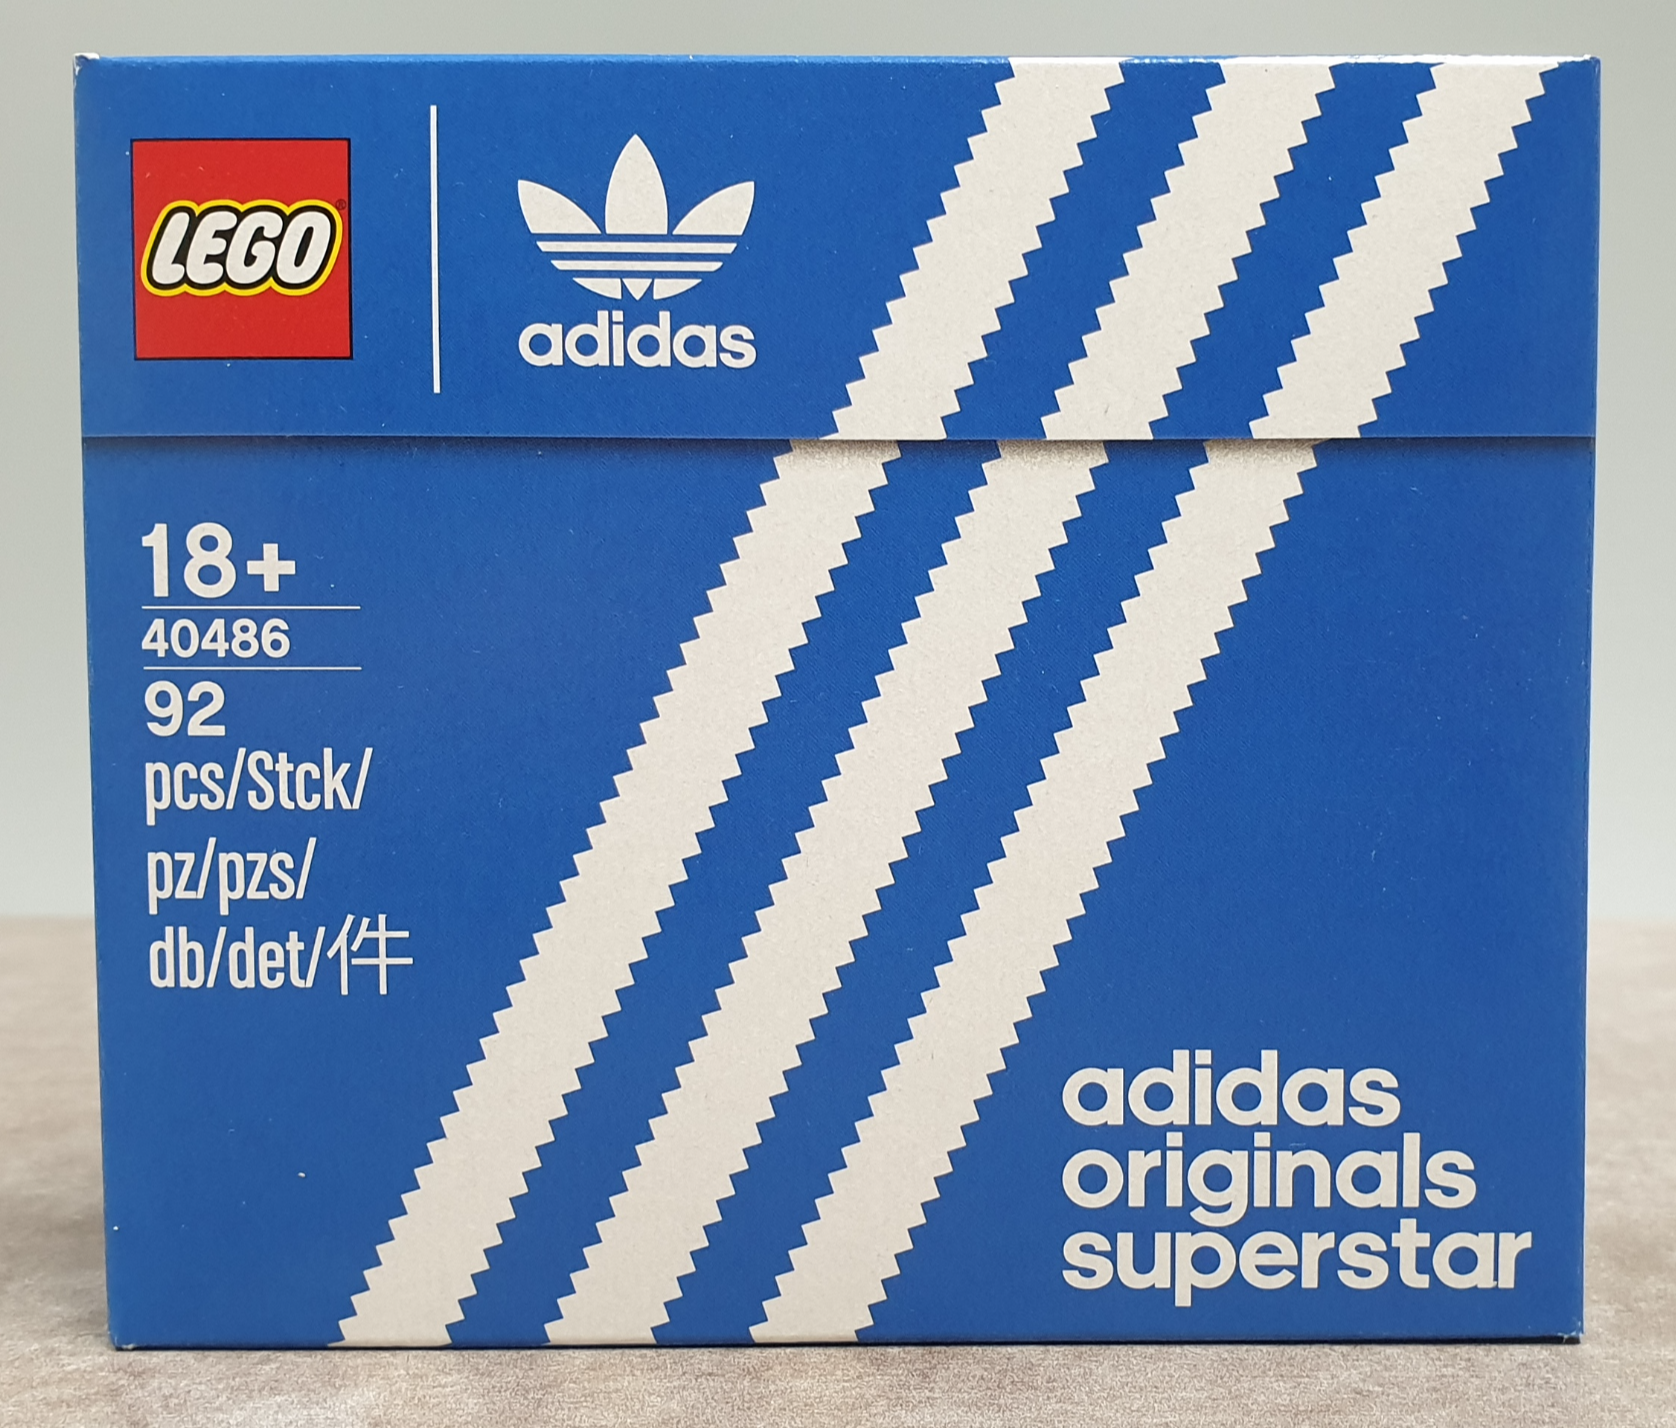 LEGO®
adidas
18+
40486
92
pcs/Stck/
pz/pzs/
db/det/件
adidas
originals
superstar